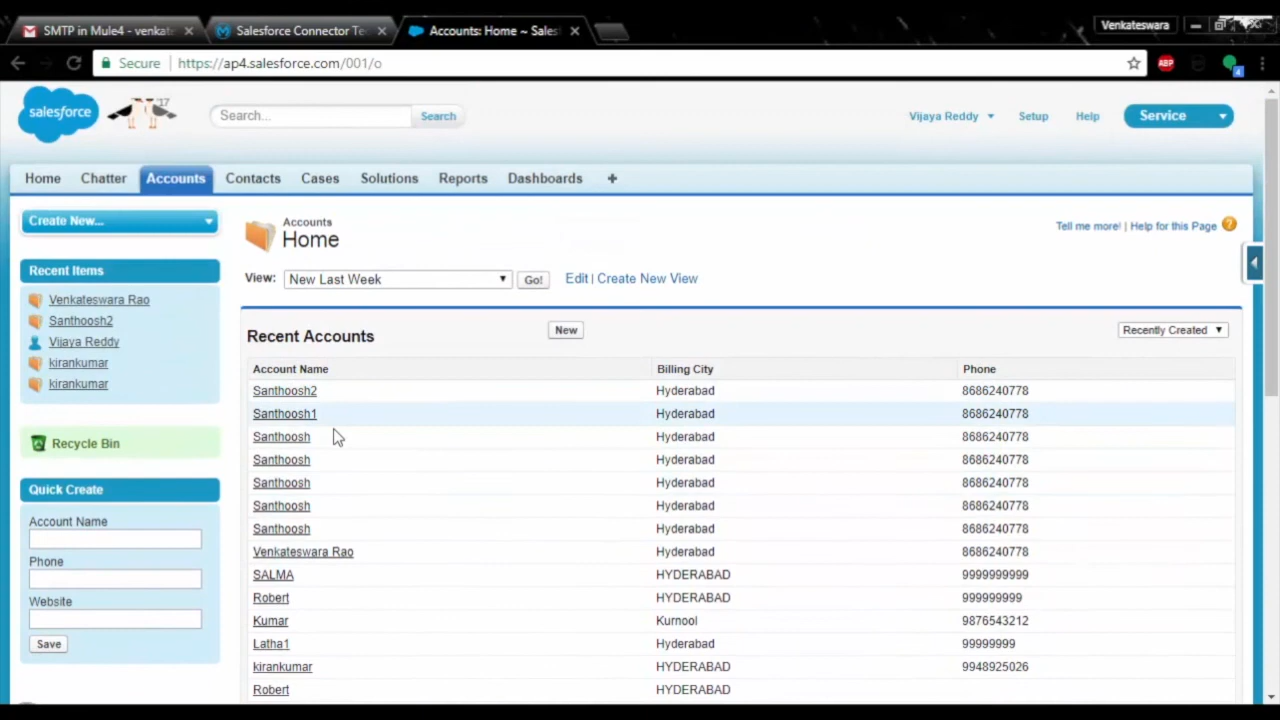 SMTP in Mule4 - venkate
Salesforce Connector Te
Accounts: Home ~ Sales
Venkateswara
Secure
https://ap4.salesforce.com/001/o
ABP
4
salesforce
'17
Search...
Search
Vijaya Reddy
Setup
Help
Service
Home
Chatter
Accounts
Contacts
Cases
Solutions
Reports
Dashboards
+
Create New...
Accounts
Home
Tell me more! | Help for this Page
?
Recent Items
View:
New Last Week
Go!
Edit | Create New View
Venkateswara Rao
Santhoosh2
Vijaya Reddy
kirankumar
kirankumar
Recycle Bin
Quick Create
Account Name
Phone
Website
Save
Recent Accounts
New
Recently Created
Account Name Billing City Phone
Santhoosh2 Hyderabad 8686240778
Santhoosh1 Hyderabad 8686240778
Santhoosh Hyderabad 8686240778
Santhoosh Hyderabad 8686240778
Santhoosh Hyderabad 8686240778
Santhoosh Hyderabad 8686240778
Santhoosh Hyderabad 8686240778
Venkateswara Rao Hyderabad 8686240778
SALMA HYDERABAD 9999999999
Robert HYDERABAD 999999999
Kumar Kurnool 9876543212
Latha1 Hyderabad 99999999
kirankumar HYDERABAD 9948925026
Robert HYDERABAD